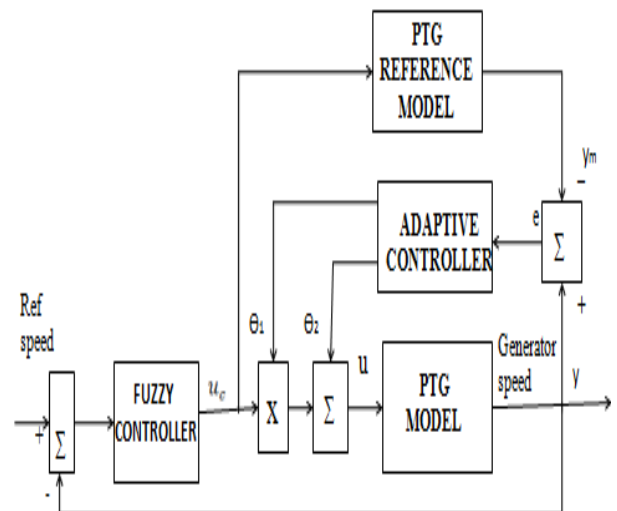 PTG
REFERENCE
MODEL
ym
-
ADAPTIVE
CONTROLLER
e
Σ
+
Ref
speed
θ1
θ2
Generator
speed
y
FUZZY
CONTROLLER
uc
X
Σ
u
PTG
MODEL
+
Σ
-